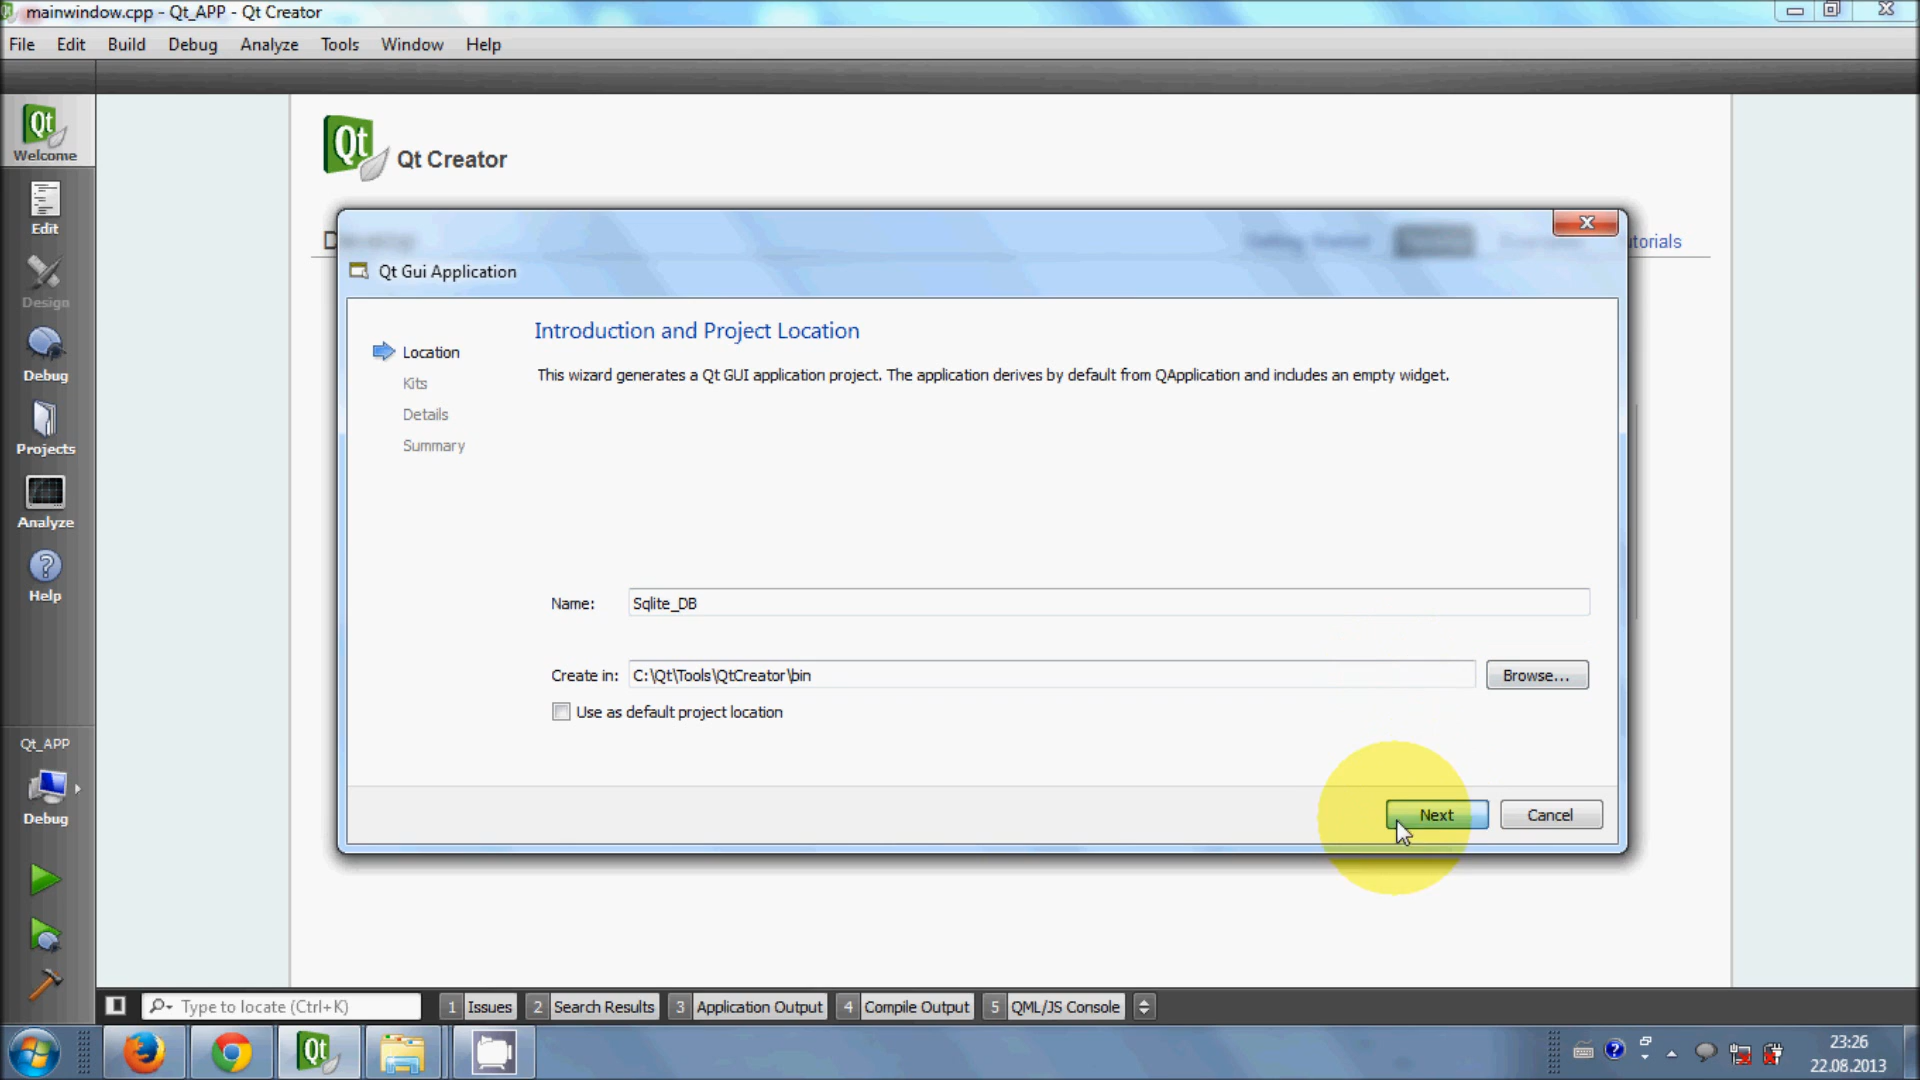 mainwindow.cpp - Qt_APP - Qt Creator
File Edit Build Debug Analyze Tools Window Help
Qt
Welcome
Edit
Design
Debug
Projects
Analyze
Help
Qt_APP
Debug
Qt Qt Creator
Getting Started
utorials
Qt Gui Application
Location
Kits
Details
Summary
Introduction and Project Location
This wizard generates a Qt GUI application project. The application derives by default from QApplication and includes an empty widget.
Name: Sqlite_DB
Create in: C:\Qt\Tools\QtCreator\bin Browse...
Use as default project location
Next Cancel
Type to locate (Ctrl+K) 1 Issues 2 Search Results 3 Application Output 4 Compile Output 5 QML/JS Console
Qt
23:26
22.08.2013